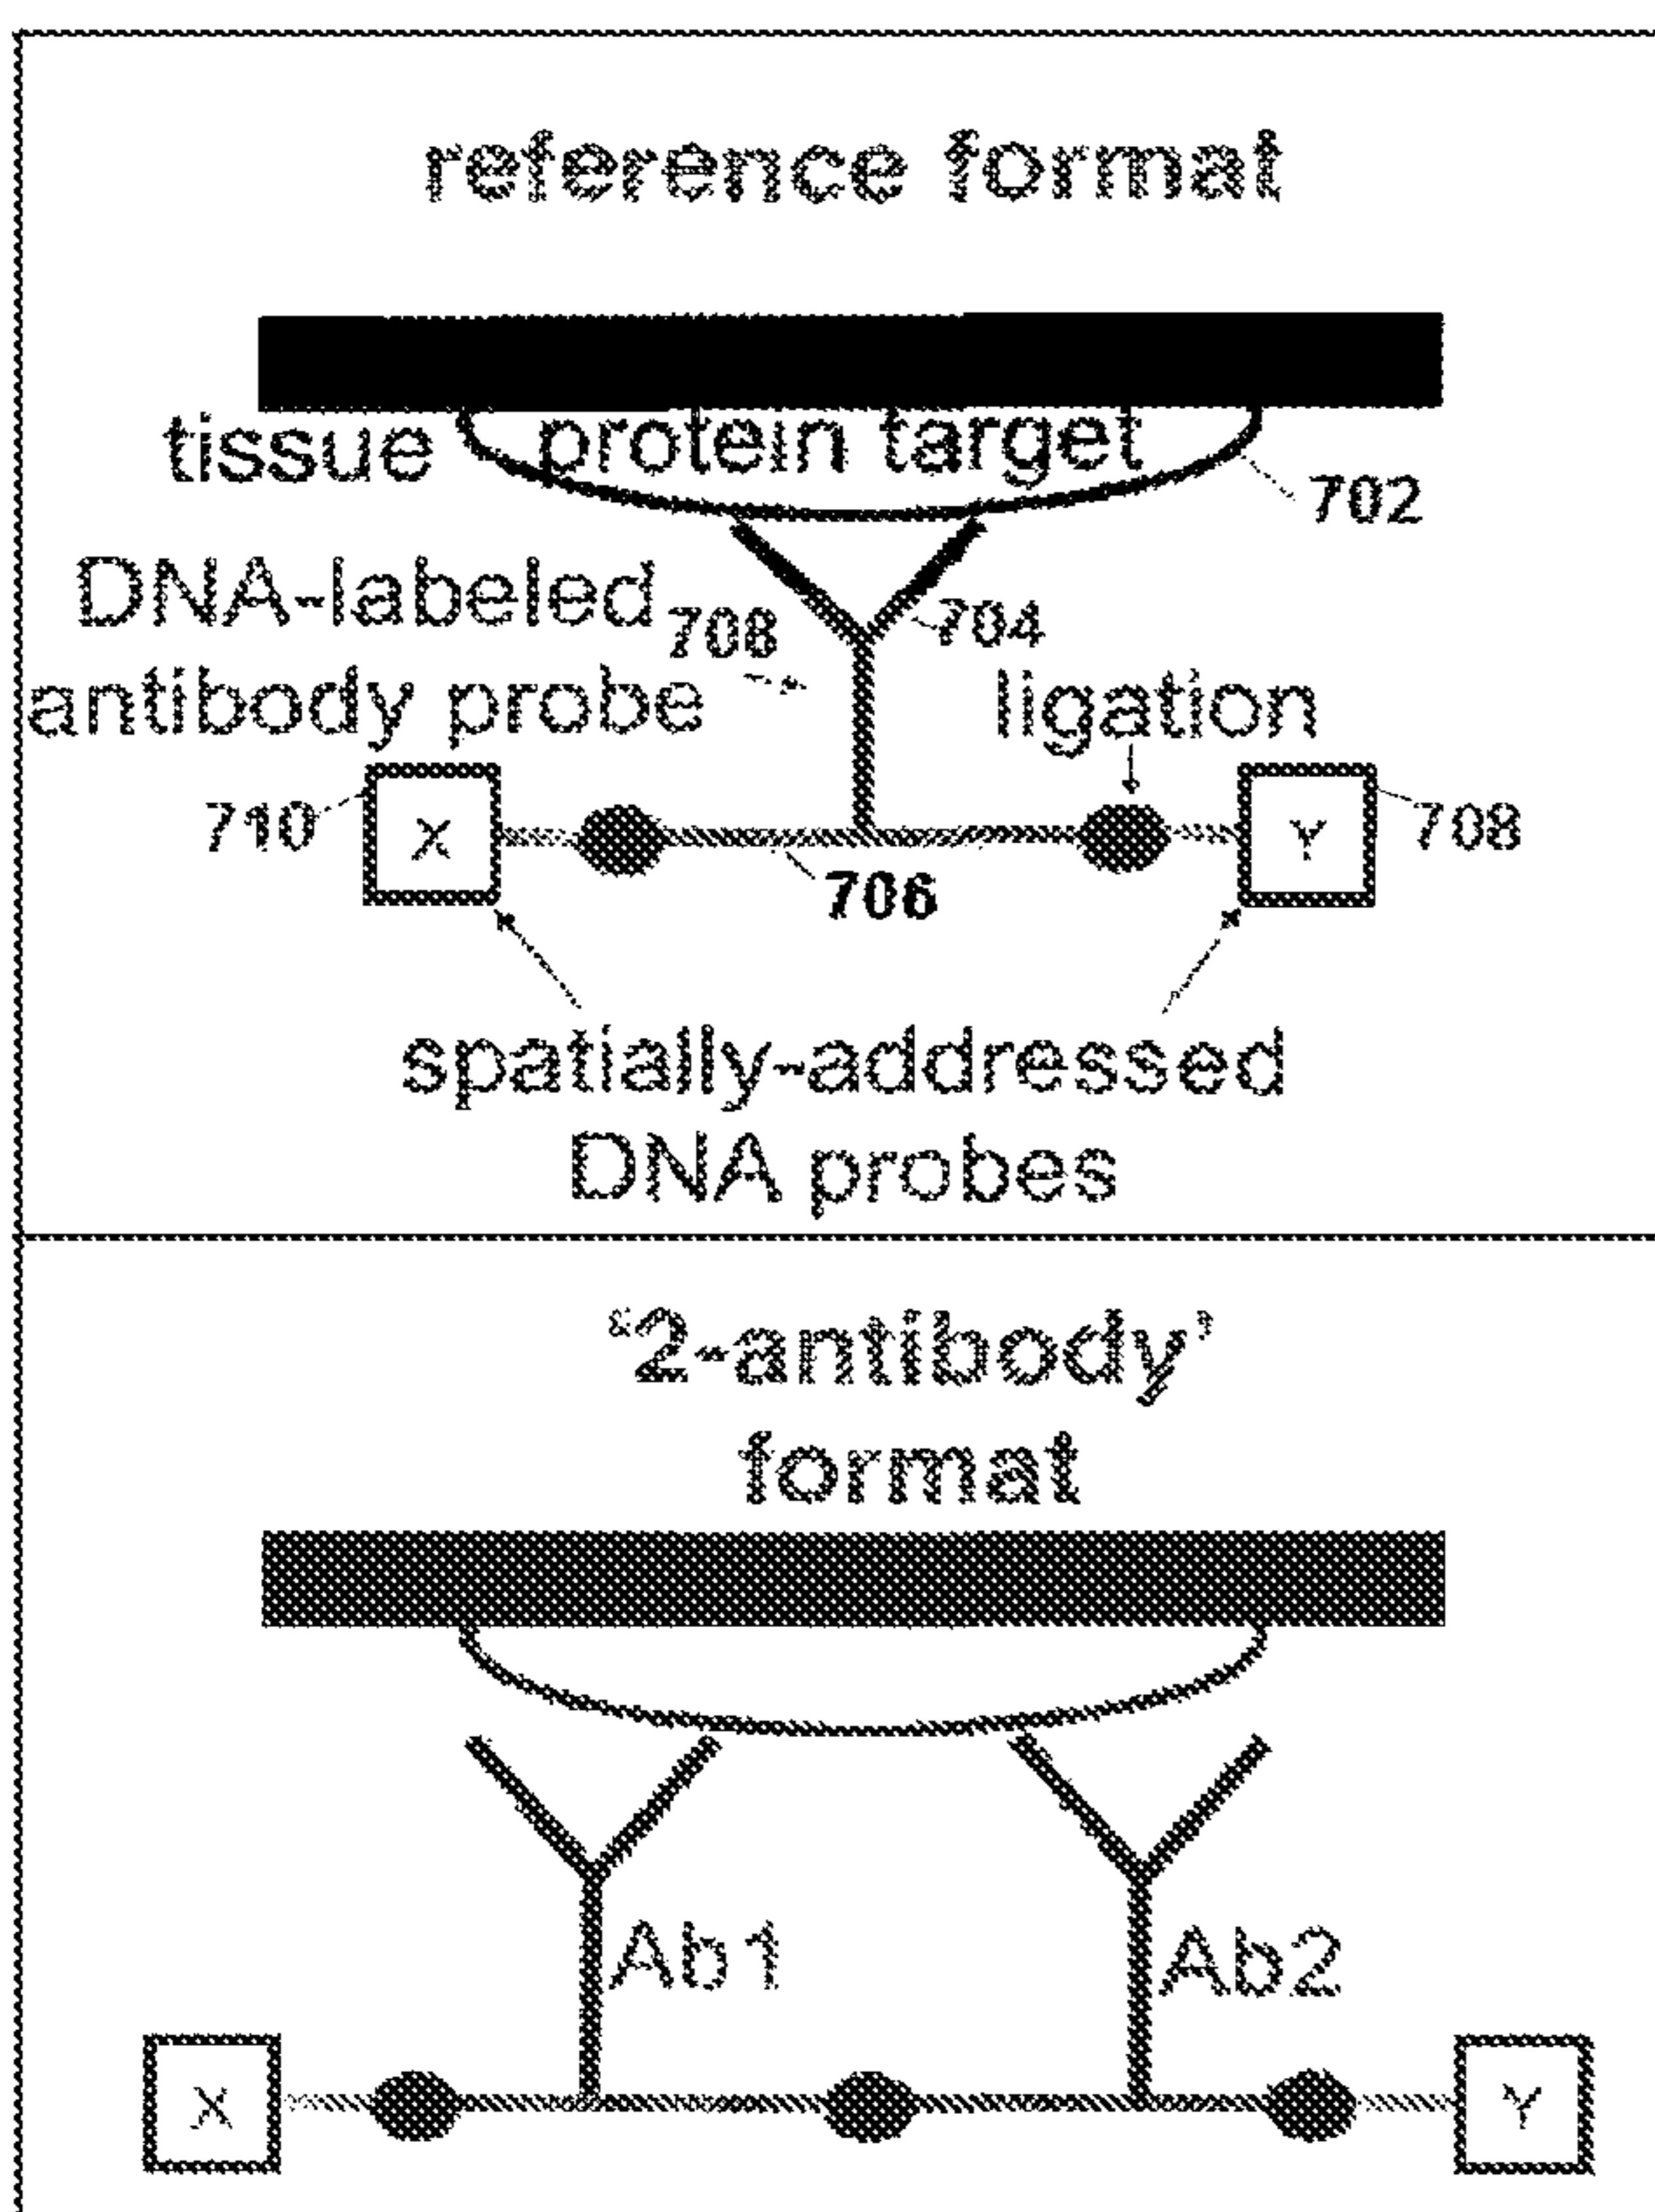 reference format
tissue protein target
702
DNA-labeled
708
704
antibody probe
ligation
710
X
Y
708
706
spatially-addressed
DNA probes
‘2-antibody’
format
Ab1
Ab2
X
Y